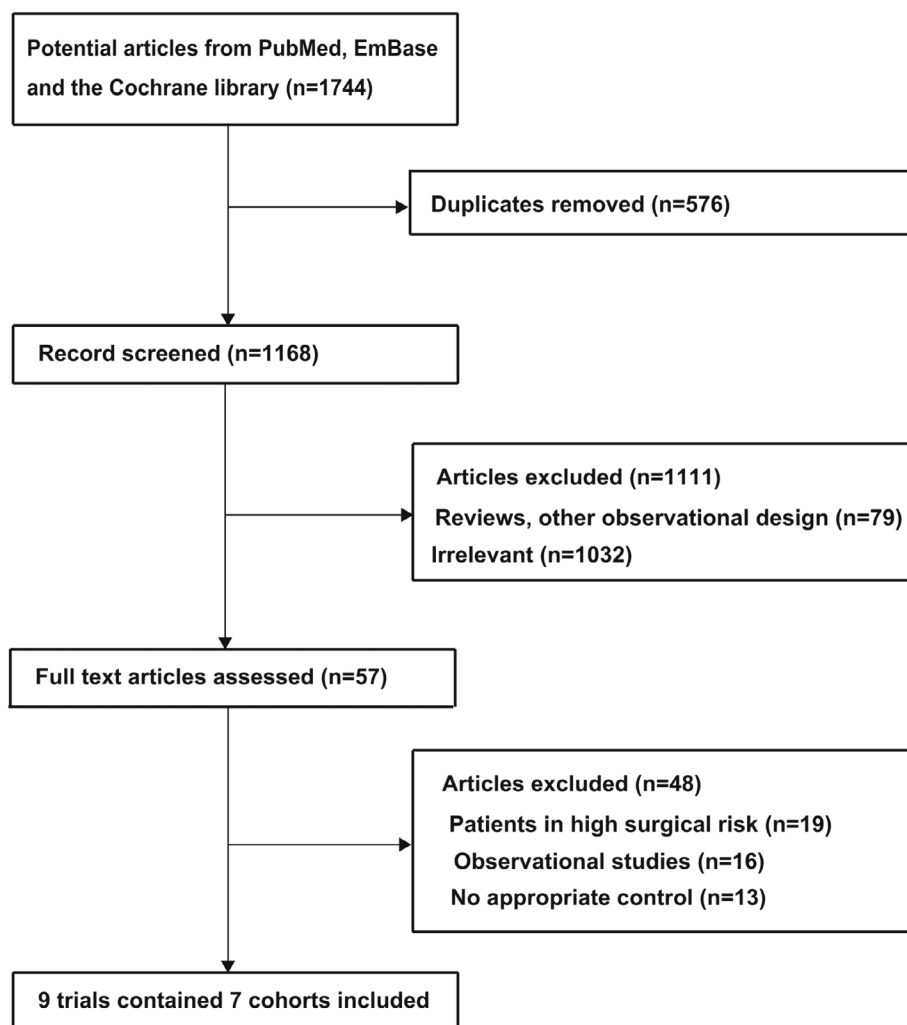 Potential articles from PubMed, EmBase
and the Cochrane library (n=1744)
Duplicates removed (n=576)
Record screened (n=1168)
Articles excluded (n=1111)
Reviews, other observational design (n=79)
Irrelevant (n=1032)
Full text articles assessed (n=57)
Articles excluded (n=48)
Patients in high surgical risk (n=19)
Observational studies (n=16)
No appropriate control (n=13)
9 trials contained 7 cohorts included